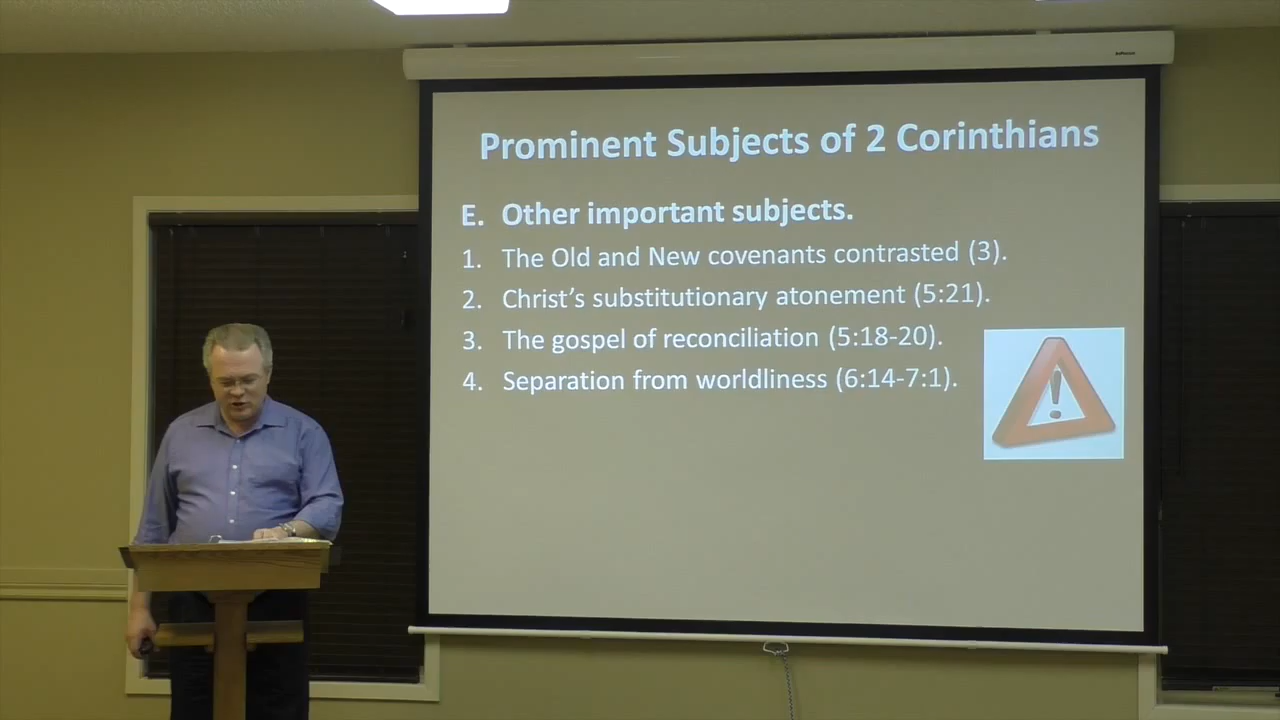 Prominent Subjects of 2 Corinthians
E. Other important subjects.
1. The Old and New covenants contrasted (3).
2. Christ's substitutionary atonement (5:21).
3. The gospel of reconciliation (5:18-20).
4. Separation from worldliness (6:14-7:1).